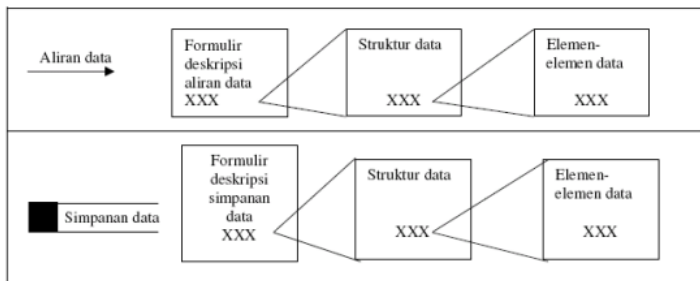 Aliran data
Formulir
deskripsi
aliran data
XXX
Struktur data
XXX
Elemen-
elemen data
XXX
Simpanan data
Formulir
deskripsi
simpanan
data
XXX
Struktur data
XXX
Elemen-
elemen data
XXX